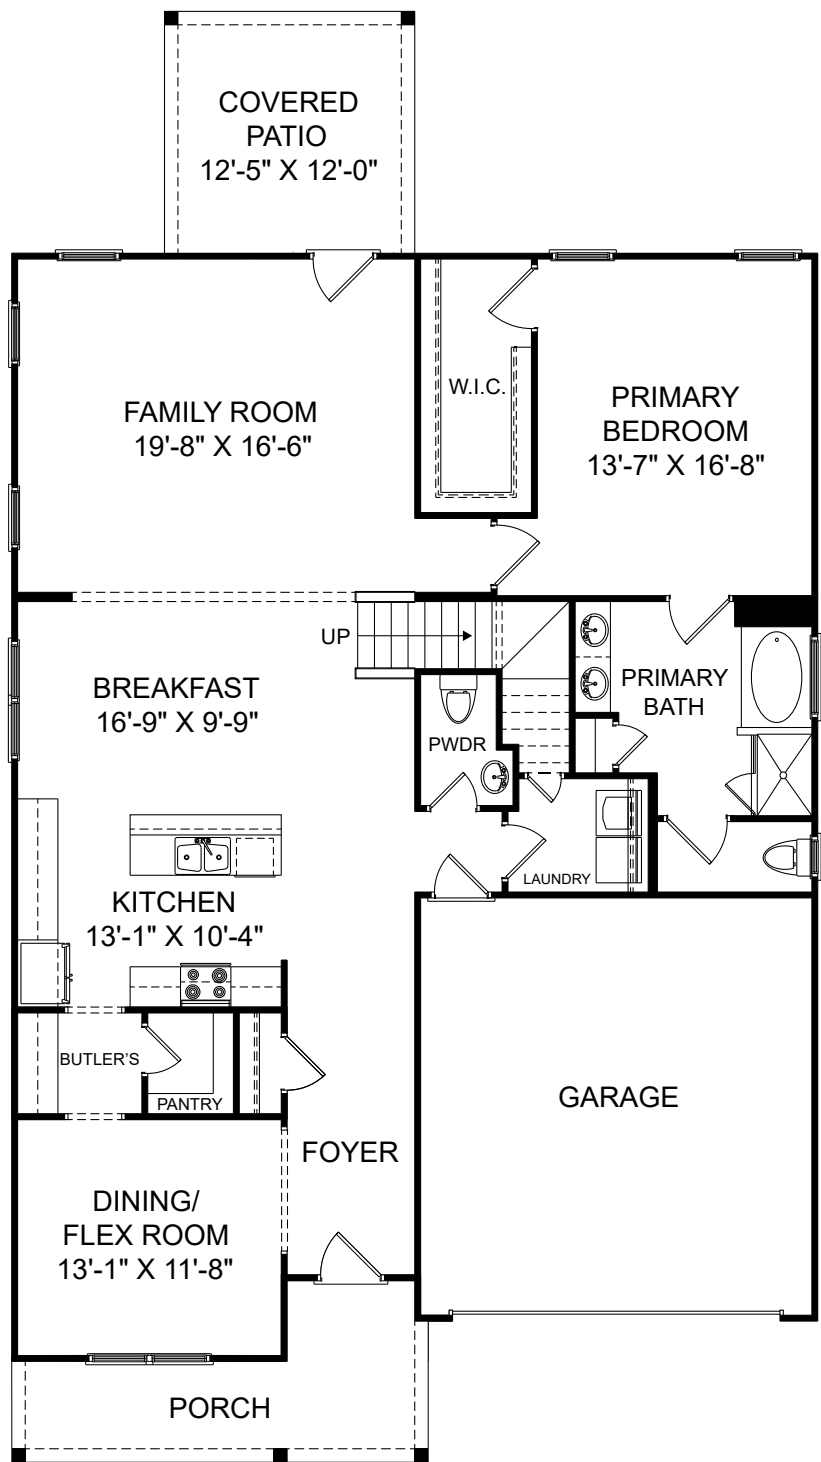 COVERED
PATIO
12'-5" X 12'-0"
FAMILY ROOM
19'-8" X 16'-6"
W.I.C.
PRIMARY
BEDROOM
13'-7" X 16'-8"
UP
BREAKFAST
16'-9" X 9'-9"
PWDR
PRIMARY
BATH
LAUNDRY
KITCHEN
13'-1" X 10'-4"
BUTLER'S
PANTRY
GARAGE
FOYER
DINING/
FLEX ROOM
13'-1" X 11'-8"
PORCH